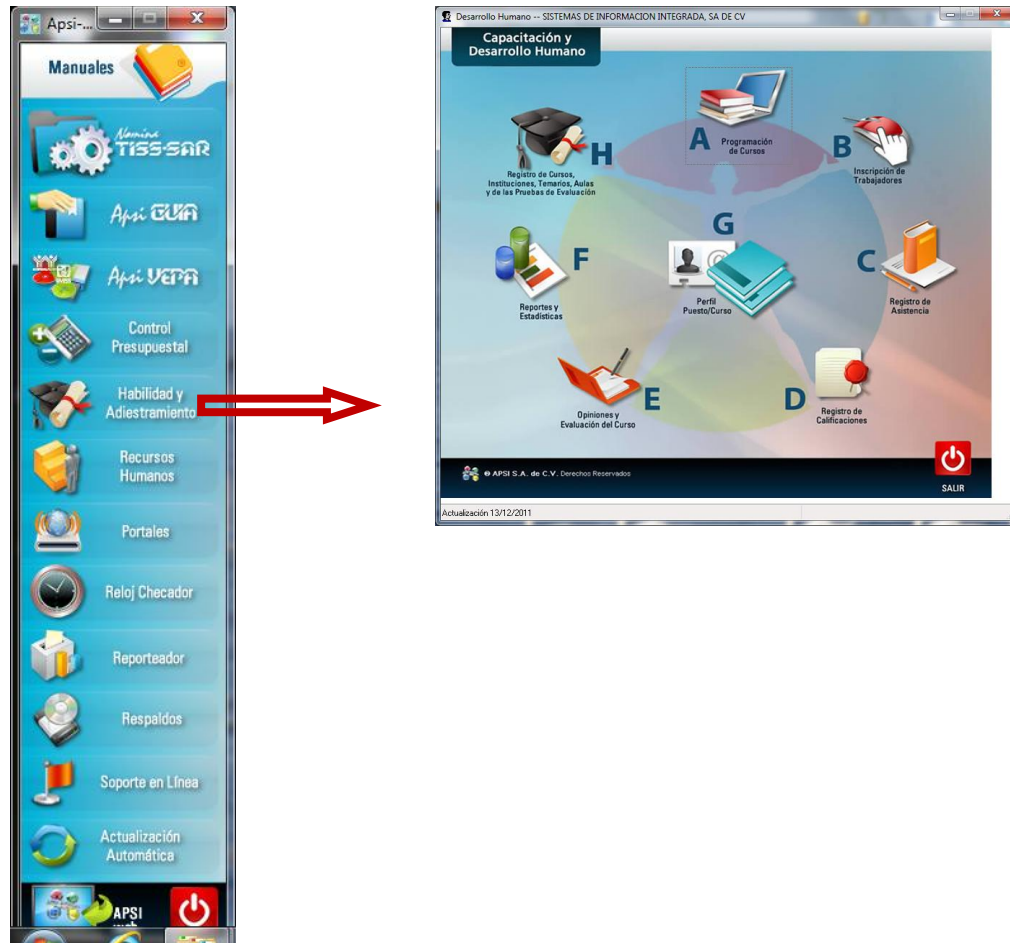 Apsi-...
Manuales
Nomina
TISS-SAR
Apsi GUIA
Apsi VEPA
Control
Presupuestal
Habilidad y
Adiestramiento
Recursos
Humanos
Portales
Reloj Checador
Reporteador
Respaldos
Soporte en Línea
Actualización
Automática
APSI
web
Desarrollo Humano -- SISTEMAS DE INFORMACION INTEGRADA, SA DE CV
Capacitación y
Desarrollo Humano
A
Programación
de Cursos
B
Inscripción de
Trabajadores
C
Registro de
Asistencia
D
Registro de
Calificaciones
E
Opiniones y
Evaluación del Curso
F
Reportes y
Estadísticas
G
Perfil
Puesto/Curso
H
Registro de Cursos,
Instituciones, Temarios, Aulas
y de las Pruebas de Evaluación
© APSI S.A. de C.V. Derechos Reservados
SALIR
Actualización 13/12/2011